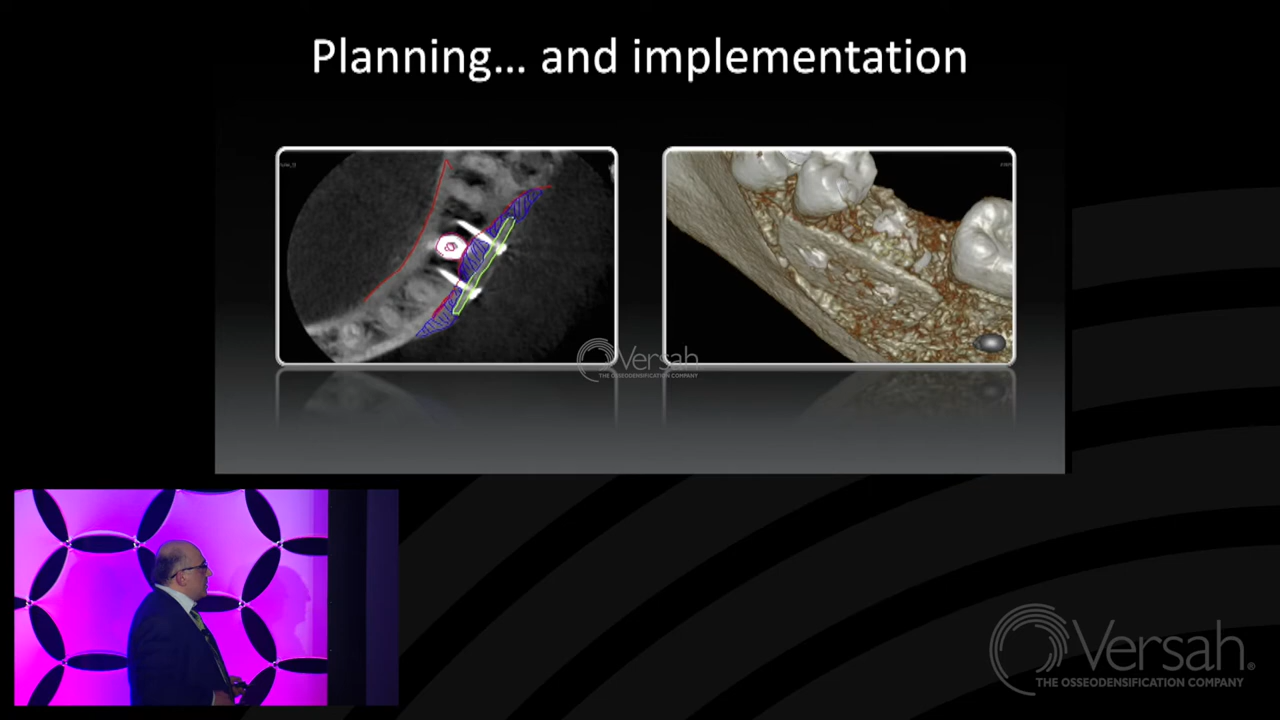 Planning... and implementation
Versah
THE OSSEODENSIFICATION COMPANY
Versah®
THE OSSEODENSIFICATION COMPANY